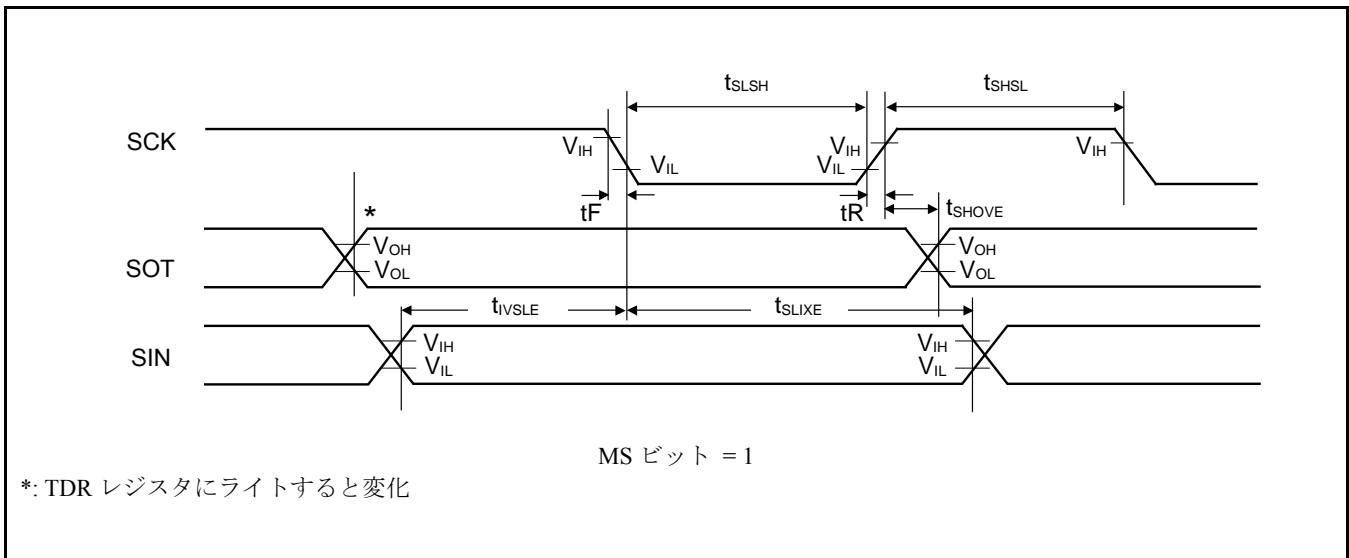 tSLSH tSHSL
SCK VIH VIL VIH VIL VIH
tF tR tSHOVE
*
SOT VOH VOL VOH VOL
tIVSLE tSLIXE
SIN VIH VIL VIH VIL
MS ビット = 1
*: TDR レジスタにライトすると変化